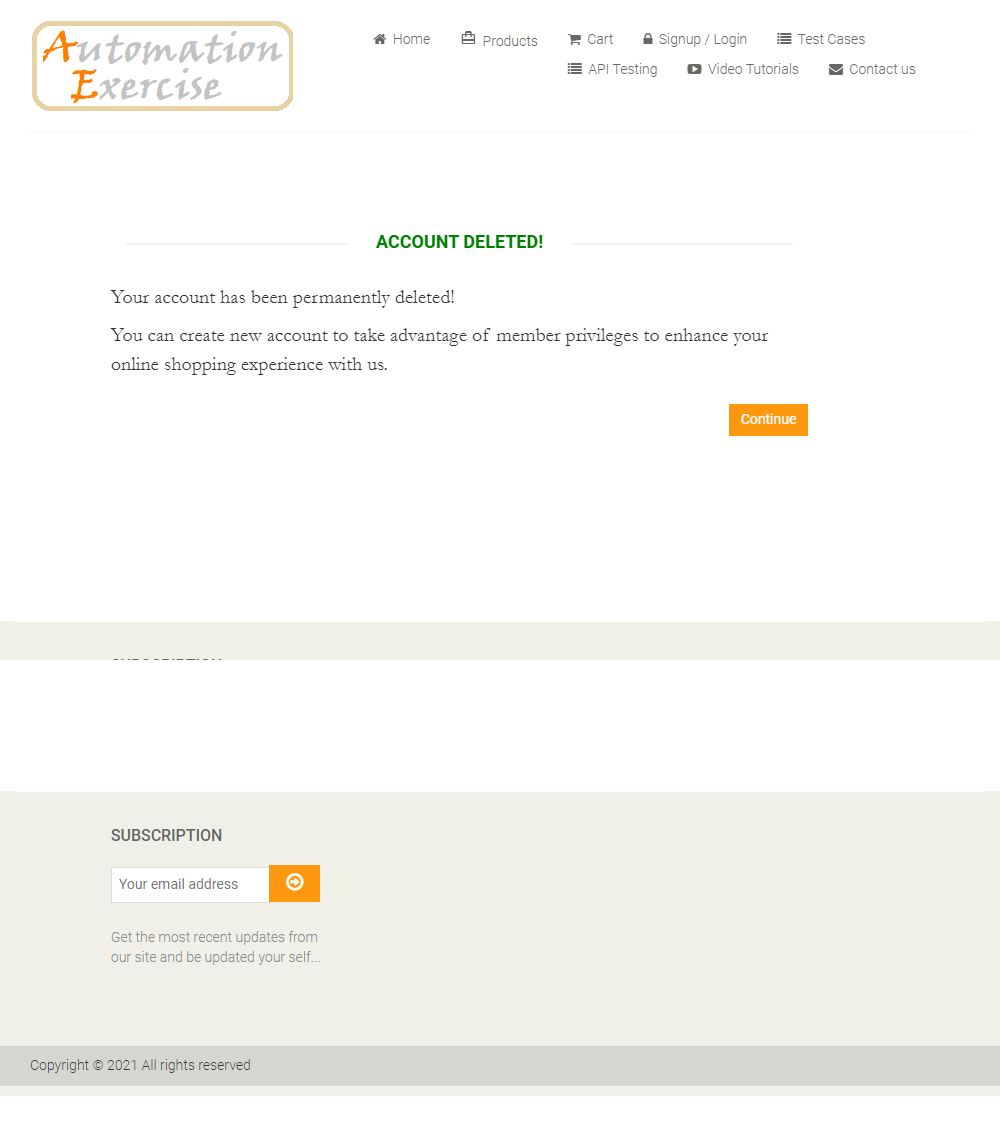 Automation
Exercise
Home
Products
Cart
Signup / Login
Test Cases
API Testing
Video Tutorials
Contact us
ACCOUNT DELETED!
Your account has been permanently deleted!
You can create new account to take advantage of member privileges to enhance your
online shopping experience with us.
Continue
SUBSCRIPTION
Your email address
Get the most recent updates from
our site and be updated your self...
Copyright © 2021 All rights reserved